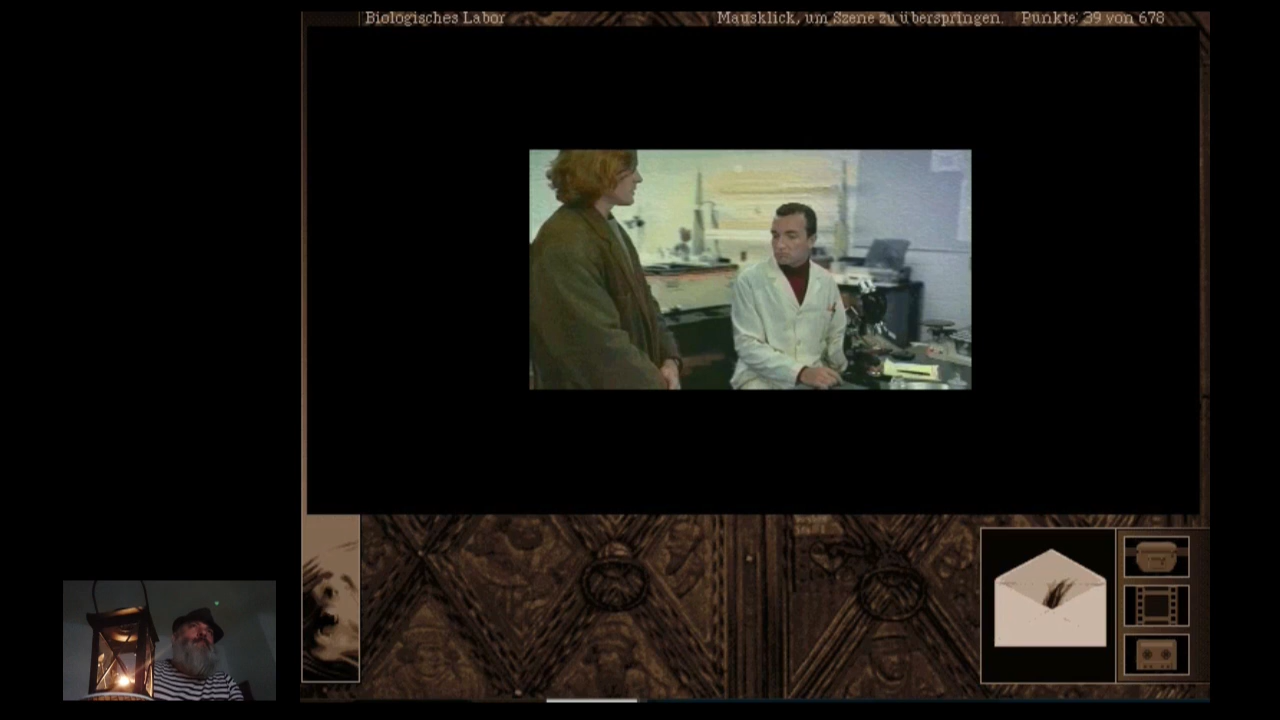 Biologisches Labor
Mausklick, um Szene zu überspringen. Punkte: 39 von 678